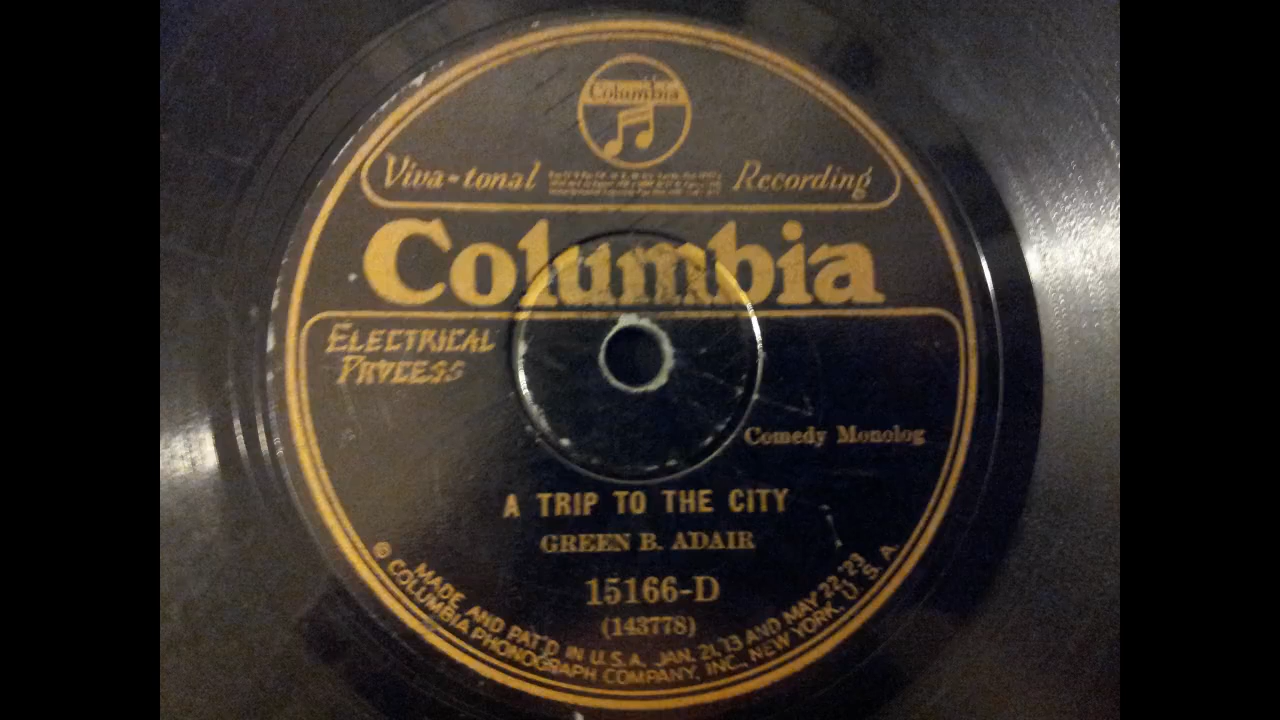 Columbia
Viva-tonal Recording
Columbia
ELECTRICAL
PROCESS
Comedy Monolog
A TRIP TO THE CITY
GREEN B. ADAIR
15166-D
(143778)
MADE AND PAT'D IN U.S.A. JAN. 21, '13 AND MAY 22, '23
© COLUMBIA PHONOGRAPH COMPANY, INC., NEW YORK, U. S. A.